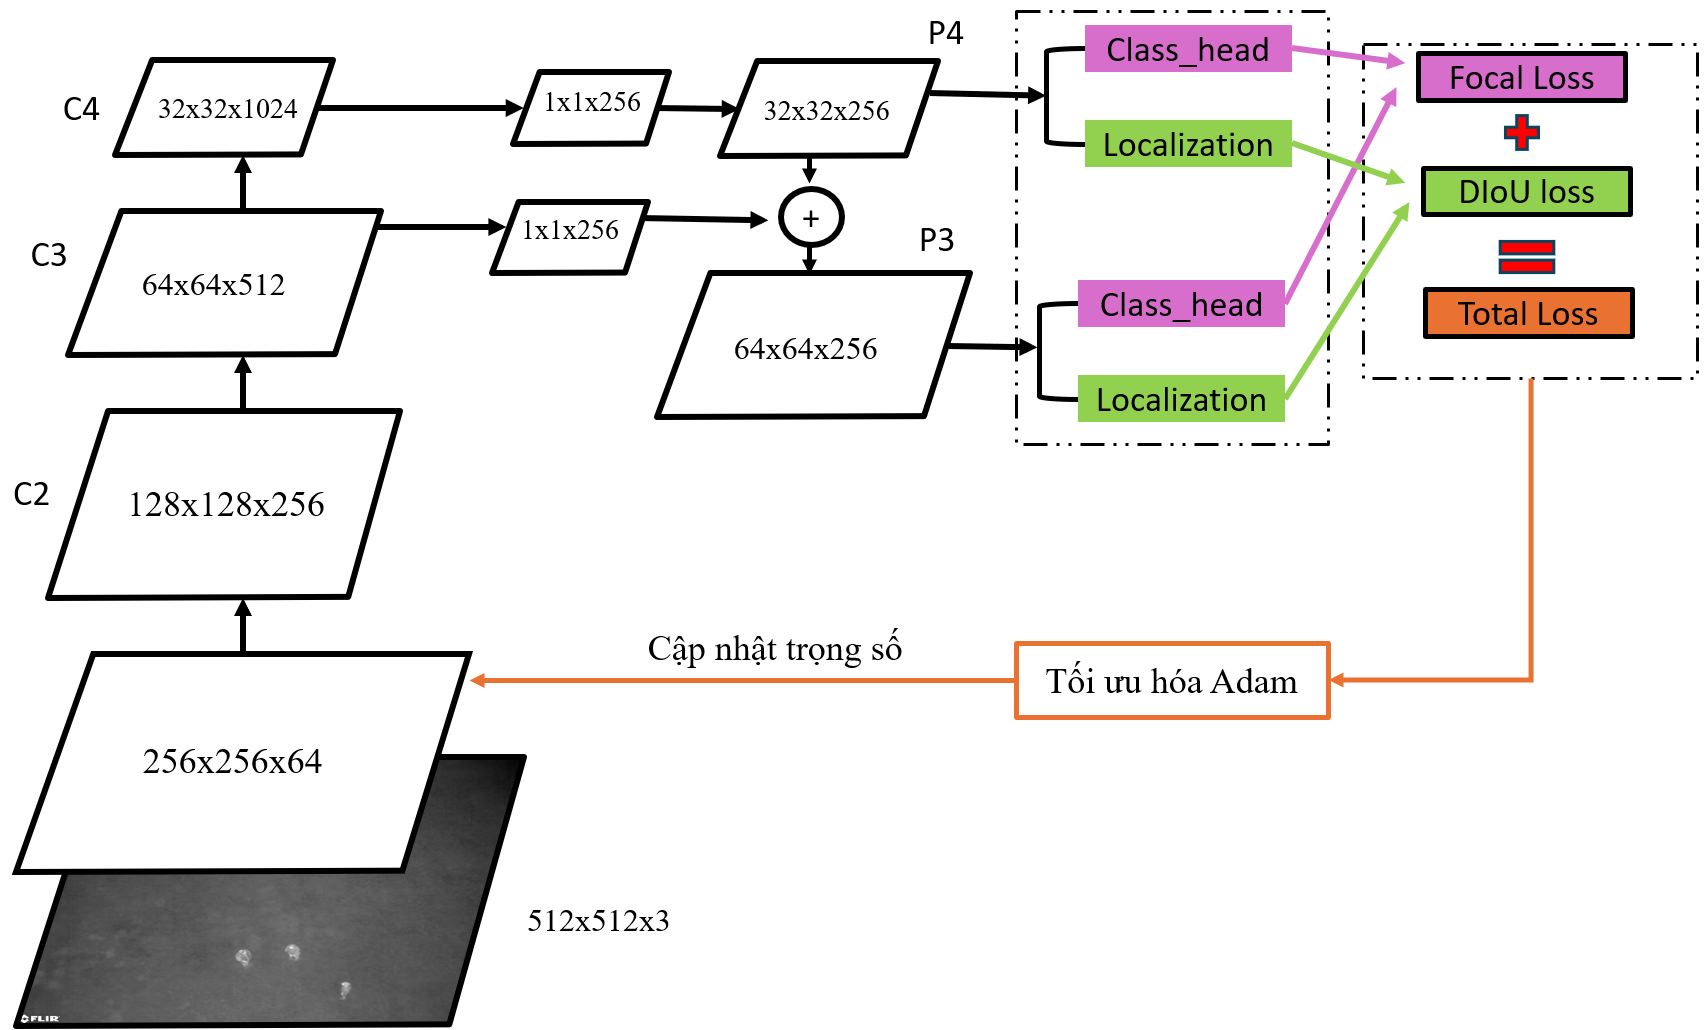 P4
Class_head
Focal Loss
C4
32x32x1024
1x1x256
32x32x256
Localization
DIoU loss
+
C3
64x64x512
1x1x256
P3
Class_head
Total Loss
64x64x256
Localization
C2
128x128x256
Cập nhật trọng số
Tối ưu hóa Adam
256x256x64
512x512x3
FLIR